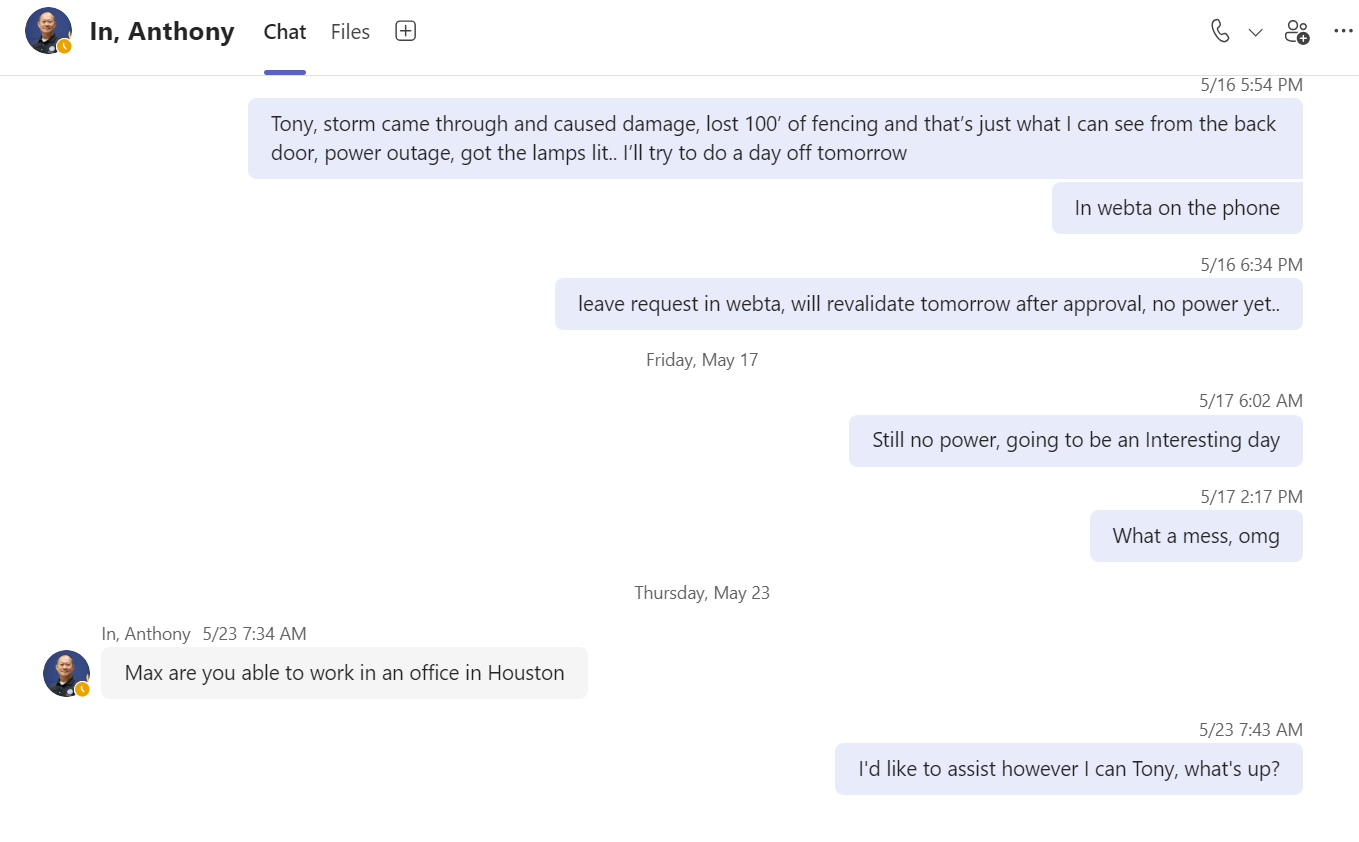 In, Anthony Chat Files
5/16 5:54 PM
Tony, storm came through and caused damage, lost 100’ of fencing and that’s just what I can see from the back
door, power outage, got the lamps lit.. I’ll try to do a day off tomorrow
In webta on the phone
5/16 6:34 PM
leave request in webta, will revalidate tomorrow after approval, no power yet..
Friday, May 17
5/17 6:02 AM
Still no power, going to be an Interesting day
5/17 2:17 PM
What a mess, omg
Thursday, May 23
In, Anthony 5/23 7:34 AM
Max are you able to work in an office in Houston
5/23 7:43 AM
I'd like to assist however I can Tony, what's up?